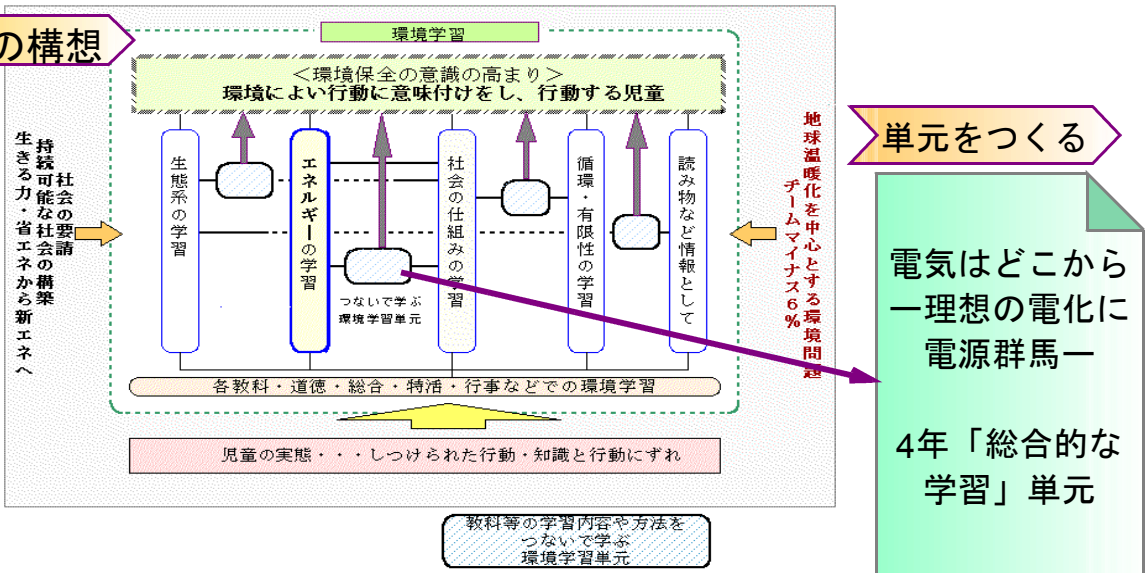 の構想
環境学習
＜環境保全の意識の高まり＞
環境によい行動に意味付けをし、行動する児童
社会の要請
持続可能な社会の構築
生きる力・省エネから新エネへ
生態系の学習
エネルギーの学習
社会の仕組みの学習
循環・有限性の学習
読み物など情報として
つないで学ぶ
環境学習単元
地球温暖化を中心とする環境問題
チームマイナス6%
各教科・道徳・総合・特活・行事などでの環境学習
児童の実態・・・しつけられた行動・知識と行動にずれ
教科等の学習内容や方法を
つないで学ぶ
環境学習単元
単元をつくる
電気はどこから
―理想の電化に
電源群馬―
4年「総合的な
学習」単元